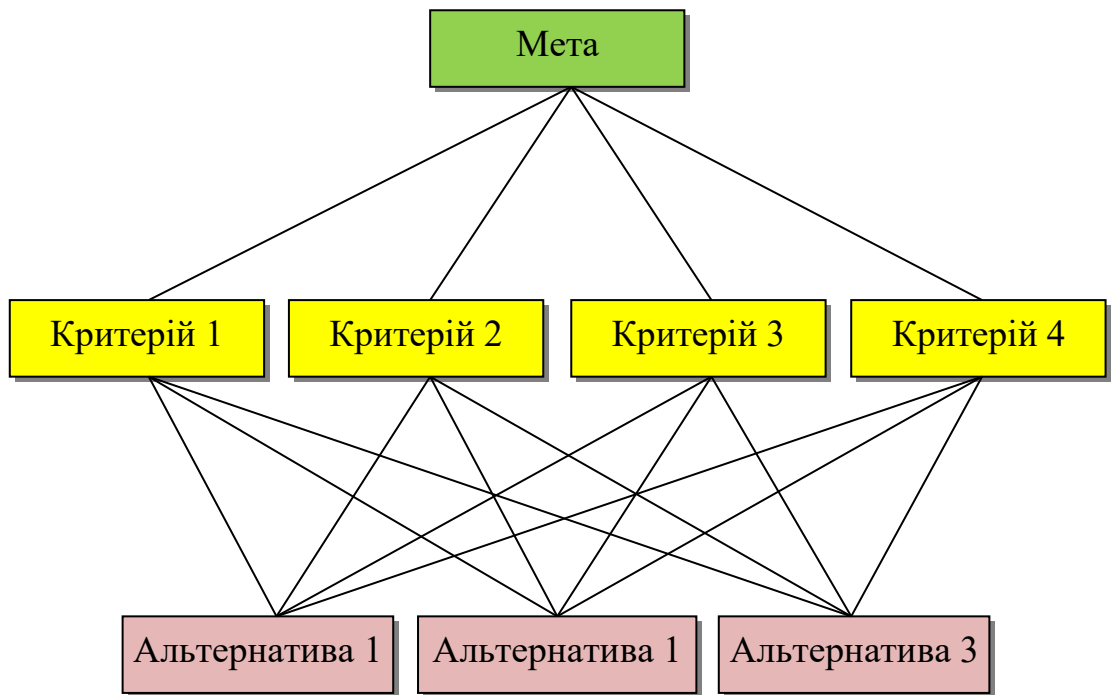 Мета
Критерій 1
Критерій 2
Критерій 3
Критерій 4
Альтернатива 1
Альтернатива 1
Альтернатива 3